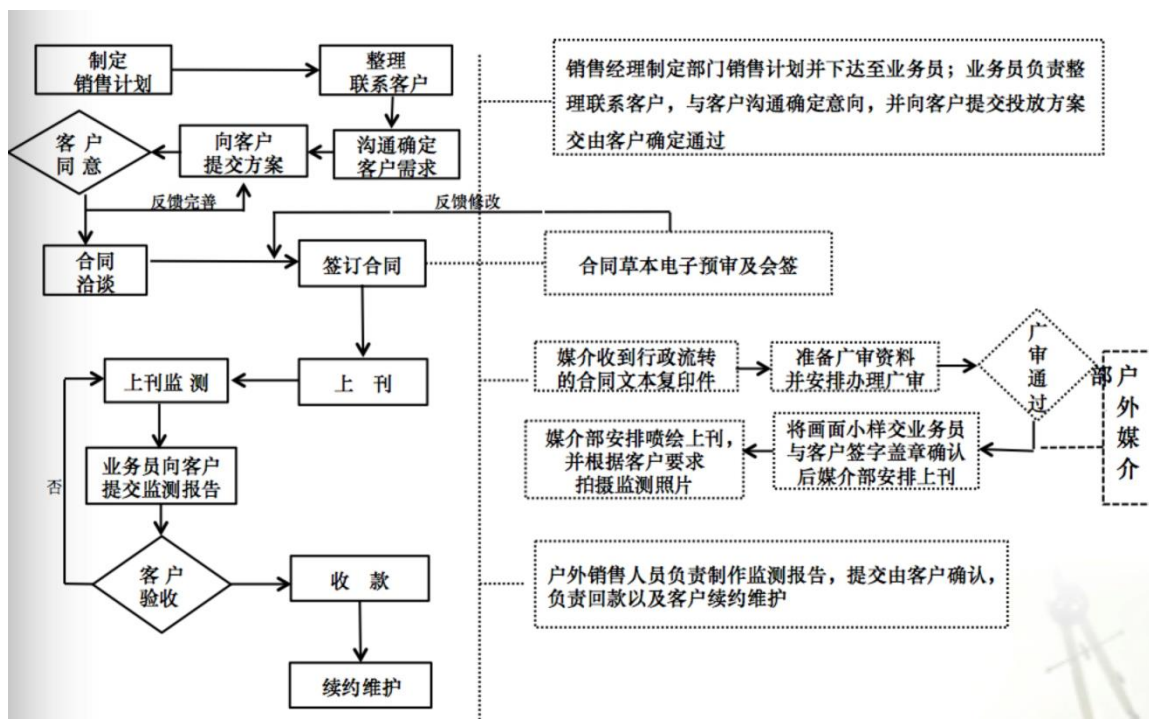 制定
销售计划
整理
联系客户
销售经理制定部门销售计划并下达至业务员；业务员负责整
理联系客户，与客户沟通确定意向，并向客户提交投放方案
交由客户确定通过
客 户
同 意
向客户
提交方案
沟通确定
客户需求
反馈完善
反馈修改
合同
洽谈
签订合同
合同草本电子预审及会签
上刊监测
上 刊
媒介收到行政流转
的合同文本复印件
准备广审资料
并安排办理广审
广审通过
户外媒介
部
业务员向客户
提交监测报告
否
媒介部安排喷绘上刊，
并根据客户要求
拍摄监测照片
将画面小样交业务员
与客户签字盖章确认
后媒介部安排上刊
客 户
验收
收 款
户外销售人员负责制作监测报告，提交由客户确认，
负责回款以及客户续约维护
续约维护